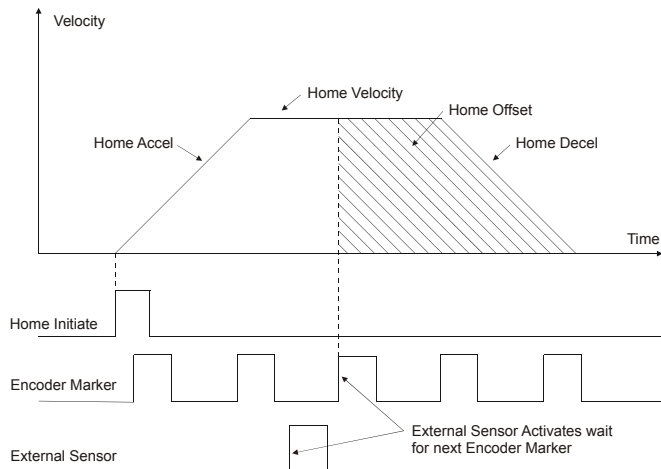 Velocity
Home Velocity
Home Offset
Home Accel
Home Decel
Time
Home Initiate
Encoder Marker
External Sensor Activates wait
for next Encoder Marker
External Sensor